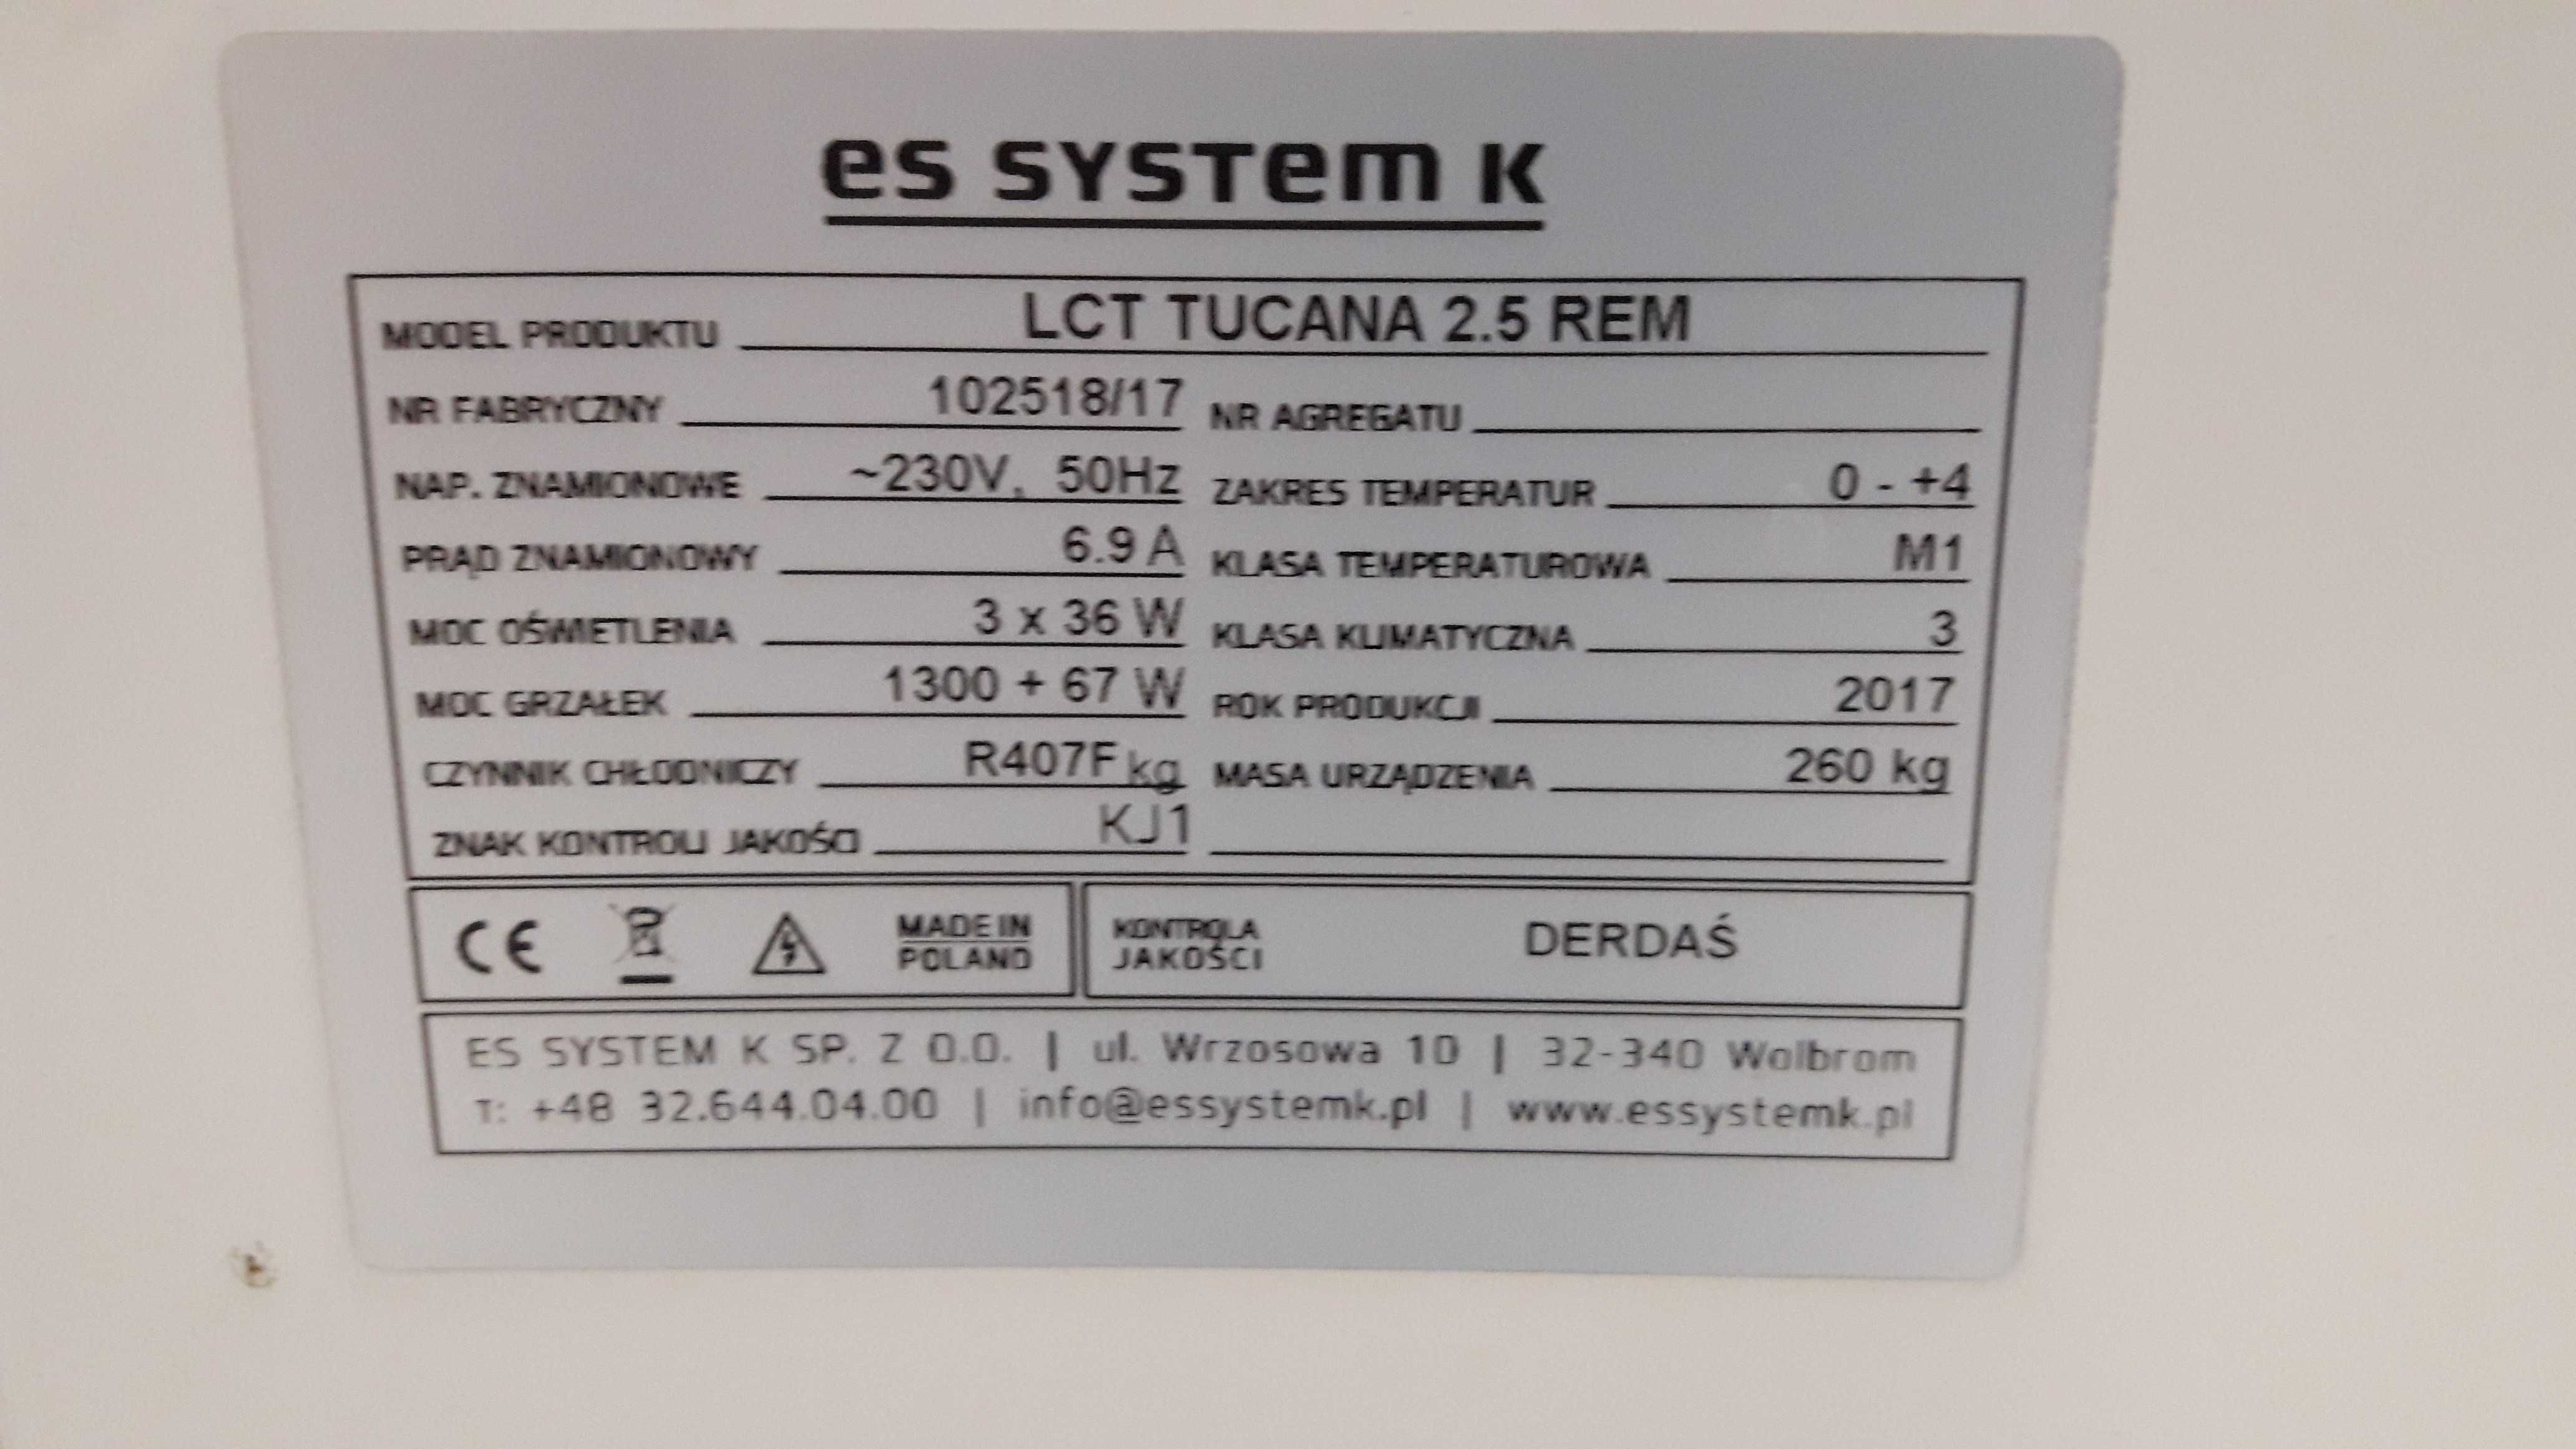 es system k
MODEL PRODUKTU LCT TUCANA 2.5 REM
NR FABRYCZNY 102518/17 NR AGREGATU
NAP. ZNAMIONOWE ~230V, 50Hz ZAKRES TEMPERATUR 0 - +4
PRĄD ZNAMIONOWY 6.9 A KLASA TEMPERATUROWA M1
MOC OŚWIETLENIA 3 x 36 W KLASA KLIMATYCZNA 3
MOC GRZAŁEK 1300 + 67 W ROK PRODUKCJI 2017
CZYNNIK CHŁODNICZY R407F kg MASA URZĄDZENIA 260 kg
ZNAK KONTROLI JAKOŚCI KJ1
CE
MADE IN
POLAND
KONTROLA
JAKOŚCI
DERDAŚ
ES SYSTEM K SP. Z O.O. | ul. Wrzosowa 10 | 32-340 Wolbrom
T: +48 32.644.04.00 | info@essystemk.pl | www.essystemk.pl